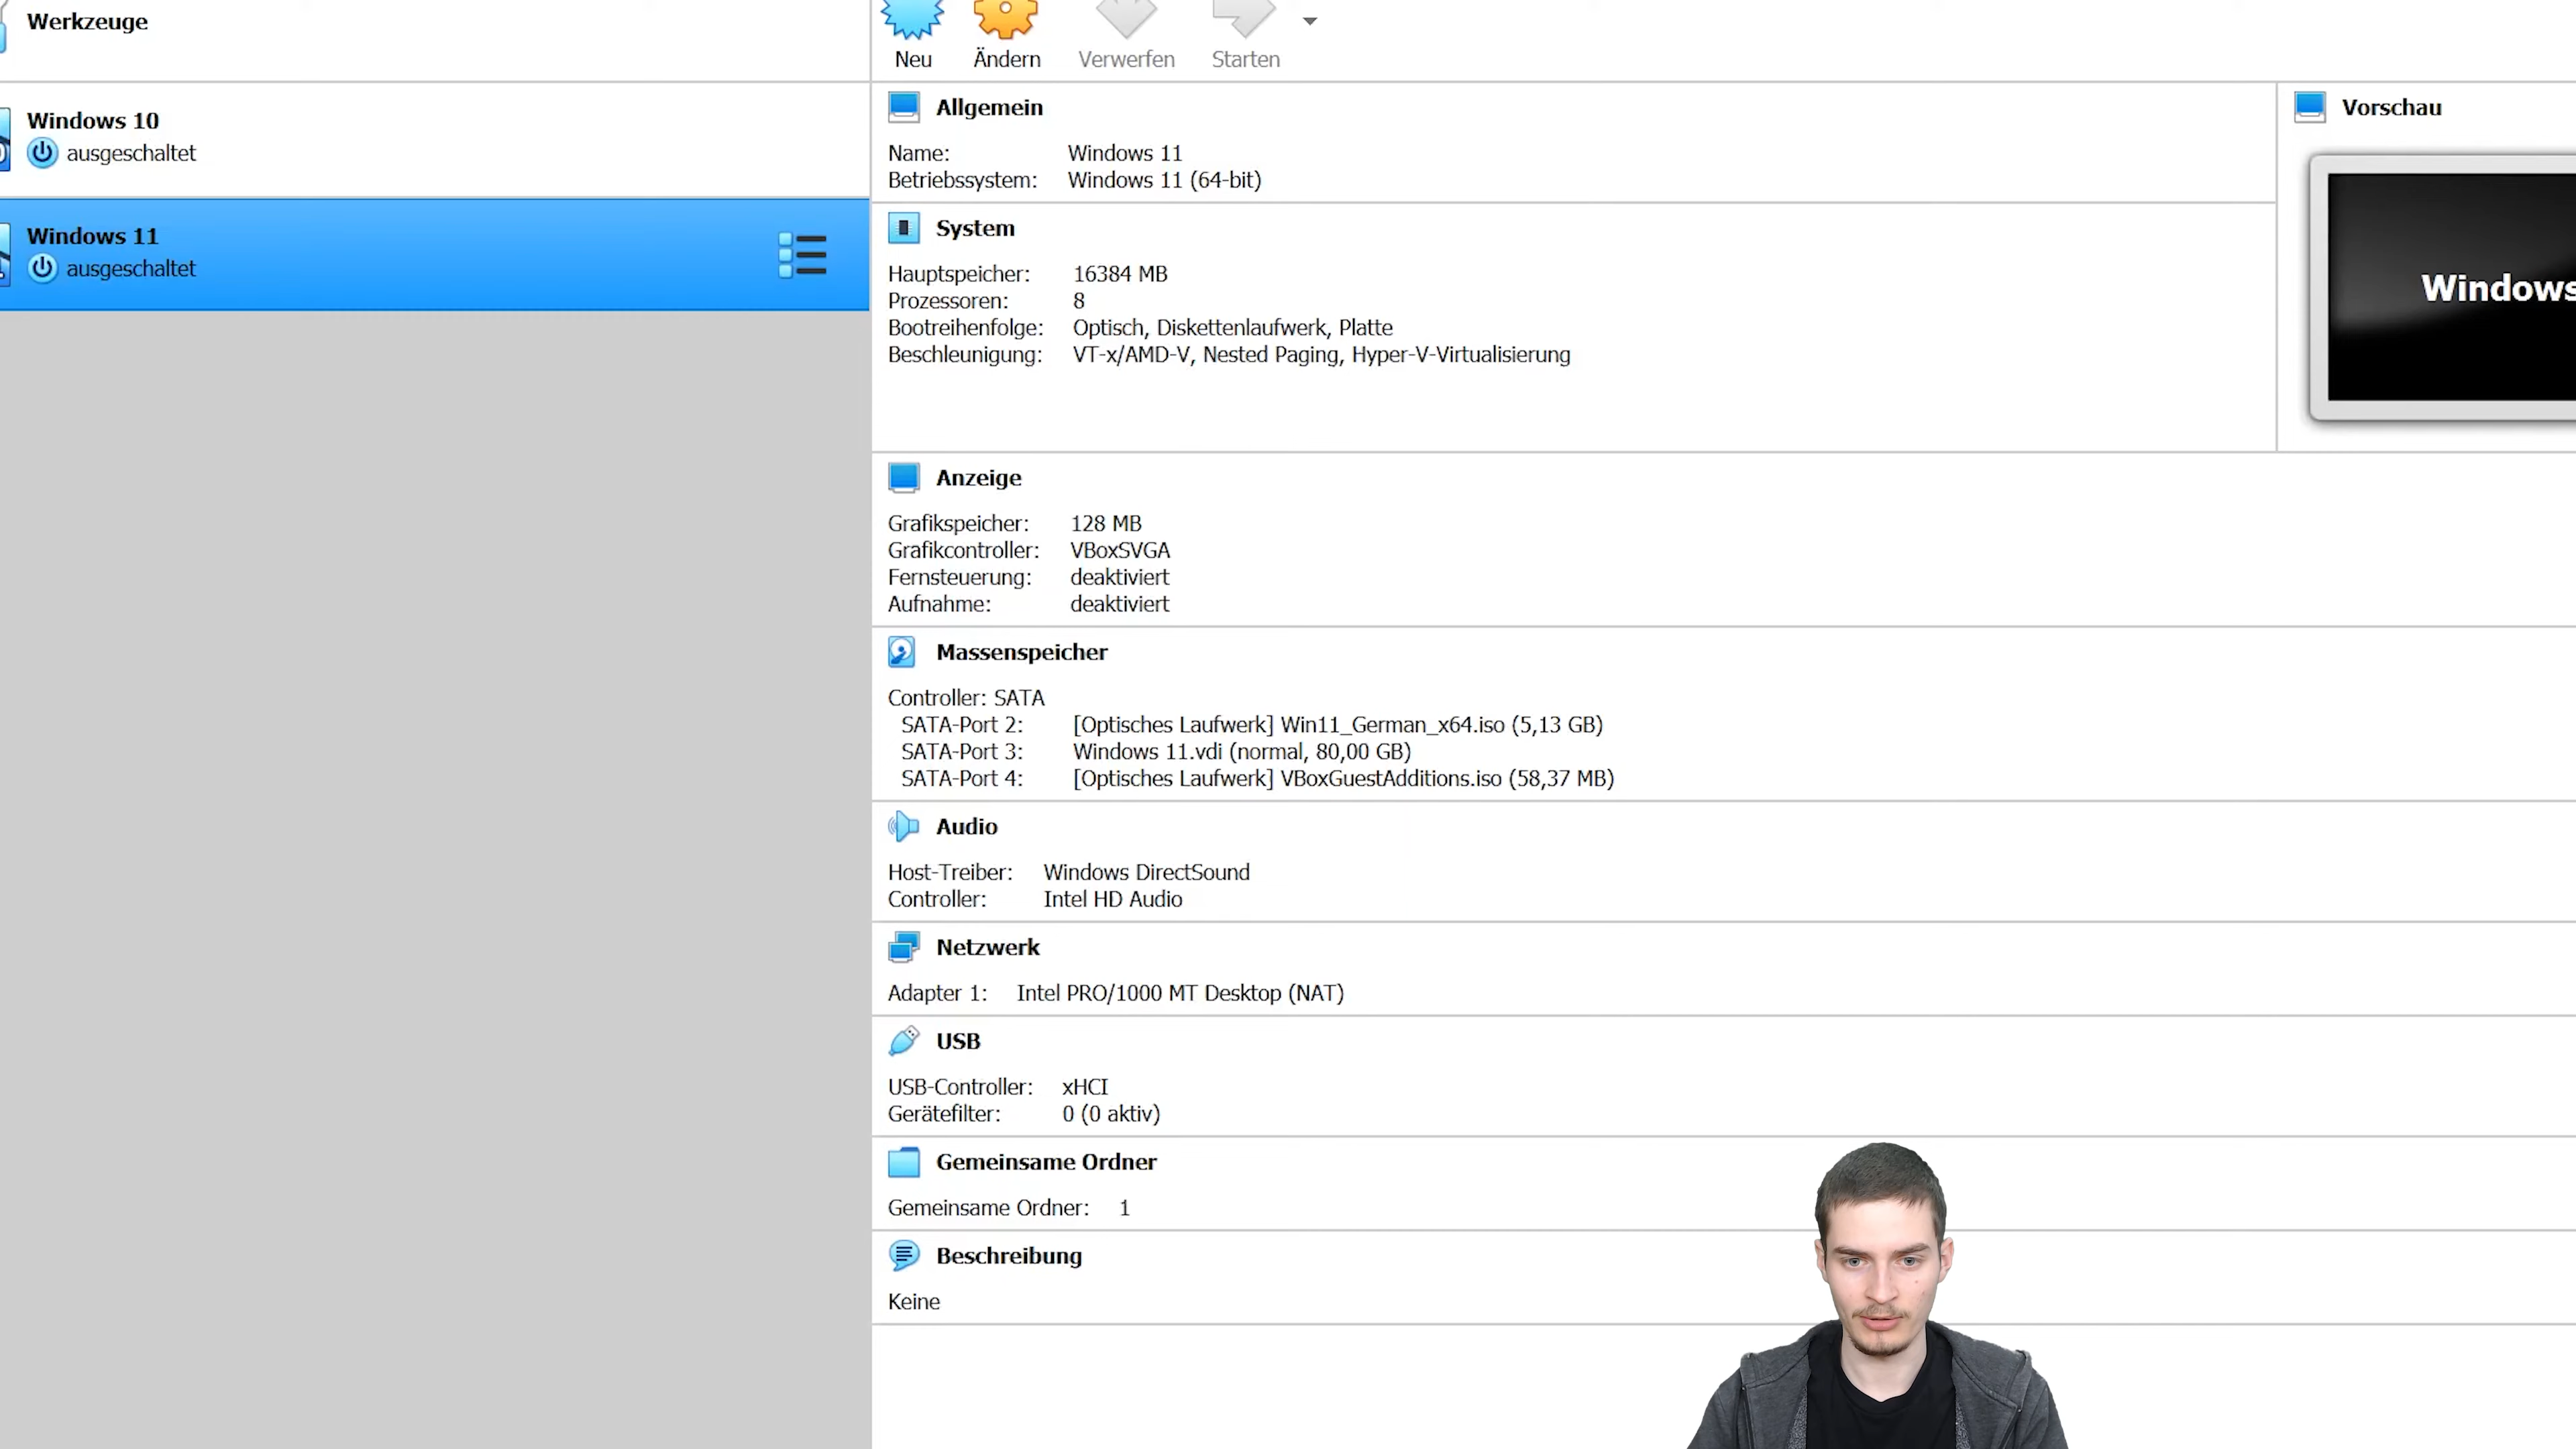 Werkzeuge
Neu
Ändern
Verwerfen
Starten
Windows 10
ausgeschaltet
Windows 11
ausgeschaltet
Allgemein
Name: Windows 11
Betriebssystem: Windows 11 (64-bit)
System
Hauptspeicher: 16384 MB
Prozessoren: 8
Bootreihenfolge: Optisch, Diskettenlaufwerk, Platte
Beschleunigung: VT-x/AMD-V, Nested Paging, Hyper-V-Virtualisierung
Vorschau
Windows
Anzeige
Grafikspeicher: 128 MB
Grafikcontroller: VBoxSVGA
Fernsteuerung: deaktiviert
Aufnahme: deaktiviert
Massenspeicher
Controller: SATA
SATA-Port 2: [Optisches Laufwerk] Win11_German_x64.iso (5,13 GB)
SATA-Port 3: Windows 11.vdi (normal, 80,00 GB)
SATA-Port 4: [Optisches Laufwerk] VBoxGuestAdditions.iso (58,37 MB)
Audio
Host-Treiber: Windows DirectSound
Controller: Intel HD Audio
Netzwerk
Adapter 1: Intel PRO/1000 MT Desktop (NAT)
USB
USB-Controller: xHCI
Gerätefilter: 0 (0 aktiv)
Gemeinsame Ordner
Gemeinsame Ordner: 1
Beschreibung
Keine